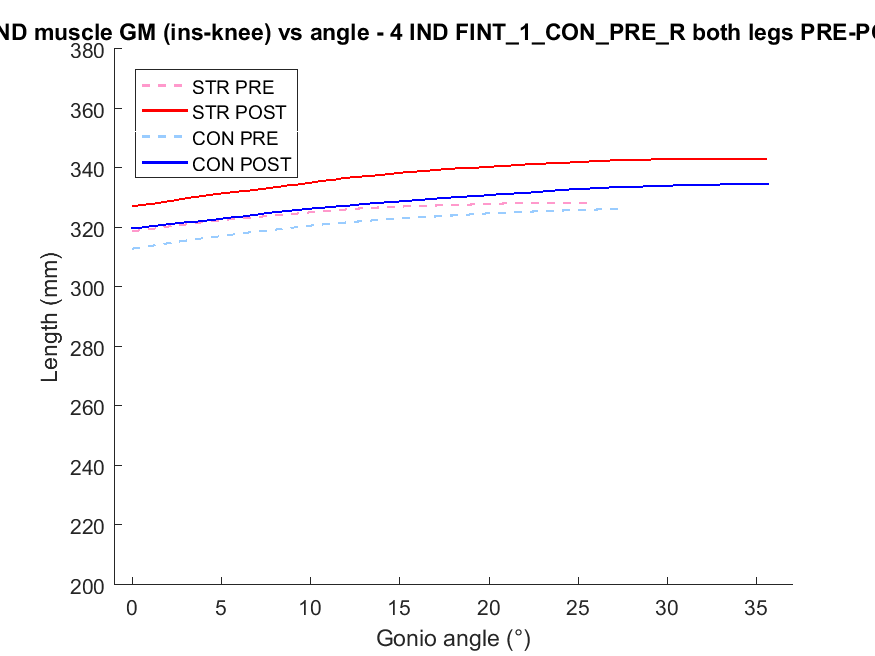 ND muscle GM (ins-knee) vs angle - 4 IND FINT_1_CON_PRE_R both legs PRE-PO
380
360
340
320
300
280
260
240
220
200
STR PRE
STR POST
CON PRE
CON POST
Length (mm)
0 5 10 15 20 25 30 35
Gonio angle (°)